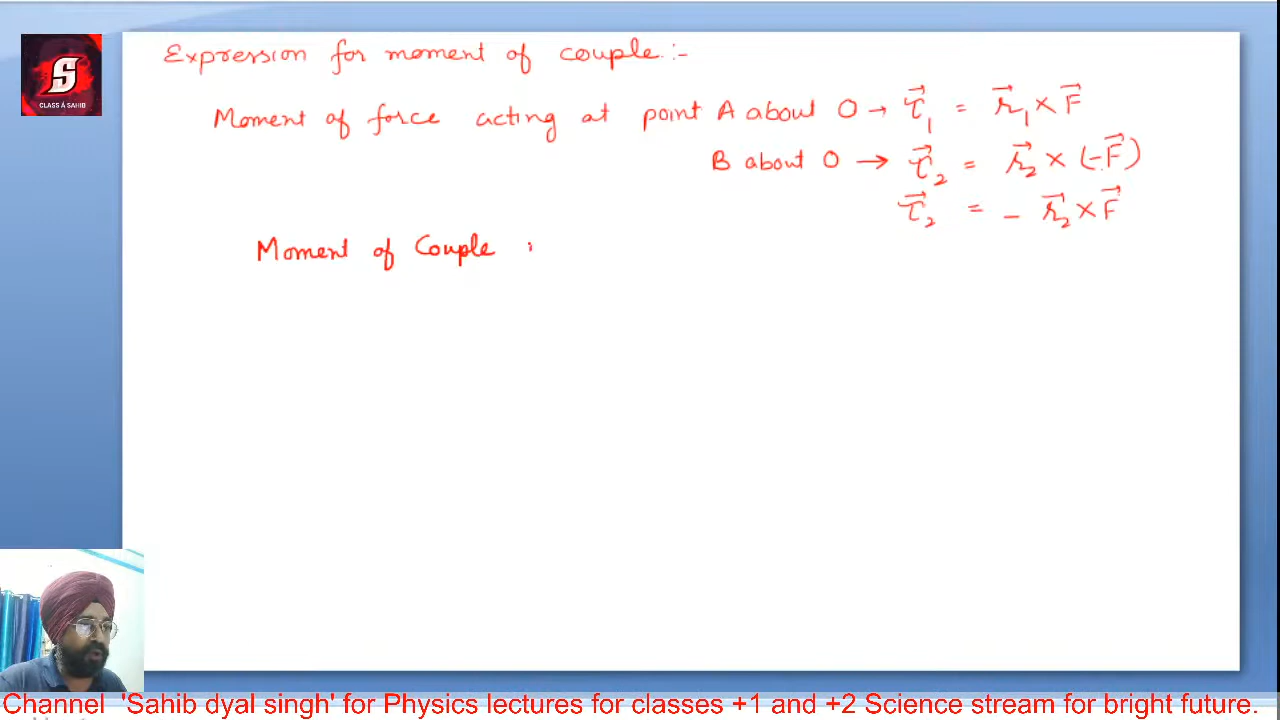 S
CLASS Á SAHIB
Expression for moment of couple :-
Moment of force acting at point A about O → τ⃗₁ = r⃗₁ × F⃗
B about O → τ⃗₂ = r⃗₂ × (-F⃗)
τ⃗₂ = - r⃗₂ × F⃗
Moment of Couple
Channel 'Sahib dyal singh' for Physics lectures for classes +1 and +2 Science stream for bright future.